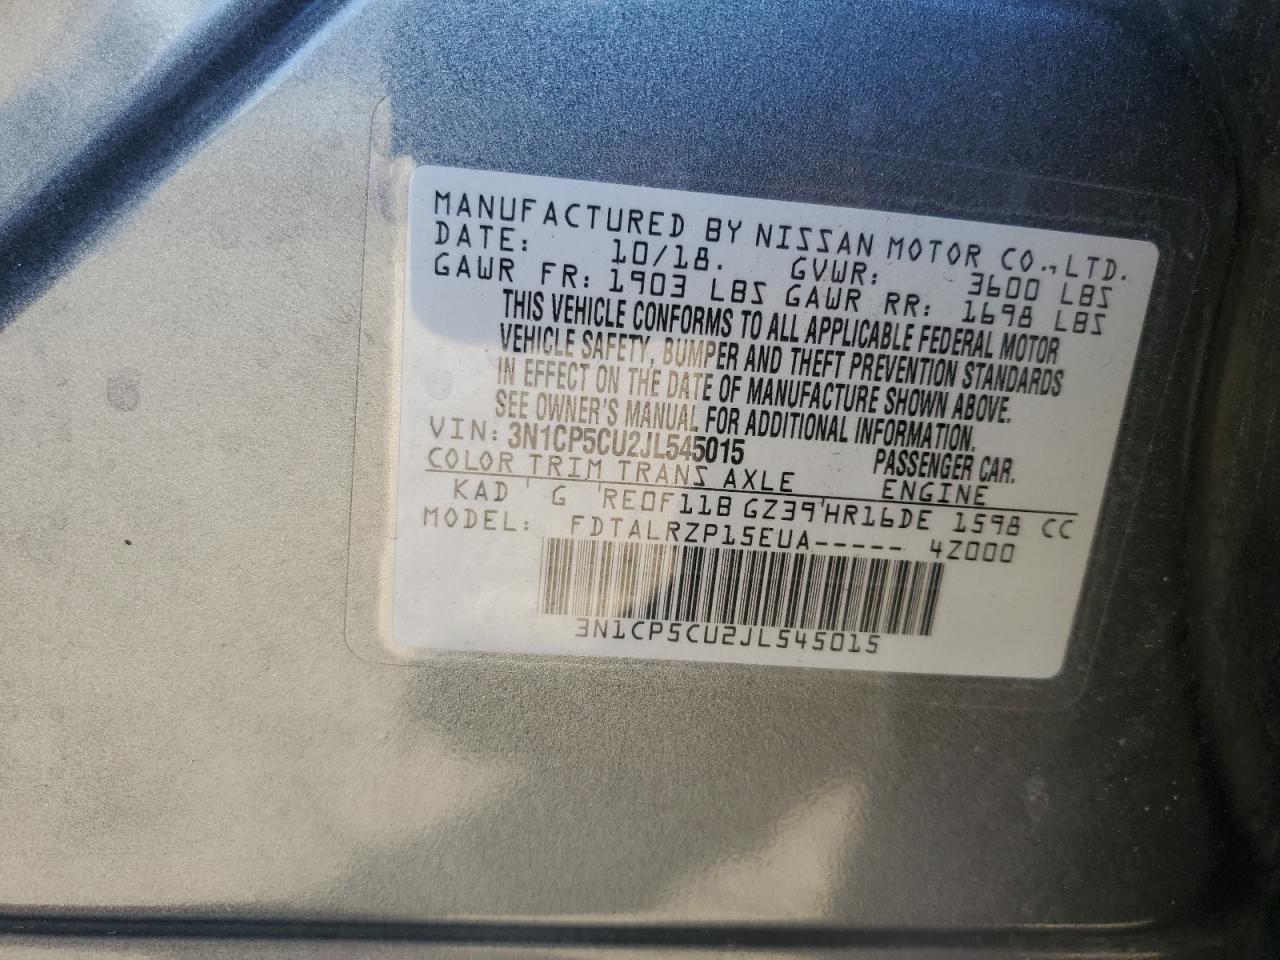 MANUFACTURED BY NISSAN MOTOR CO.,LTD.
DATE: 10/18. GVWR: 3600 LBS
GAWR FR: 1903 LBS GAWR RR: 1698 LBS
THIS VEHICLE CONFORMS TO ALL APPLICABLE FEDERAL MOTOR
VEHICLE SAFETY, BUMPER AND THEFT PREVENTION STANDARDS
IN EFFECT ON THE DATE OF MANUFACTURE SHOWN ABOVE.
SEE OWNER'S MANUAL FOR ADDITIONAL INFORMATION.
VIN: 3N1CP5CU2JL545015 PASSENGER CAR.
COLOR TRIM TRANS AXLE ENGINE
KAD ' G ' RE0F11B GZ39 ' HR16DE 1598 CC
MODEL: FDTALRZP15EUA----- 4Z000
3N1CP5CU2JL545015